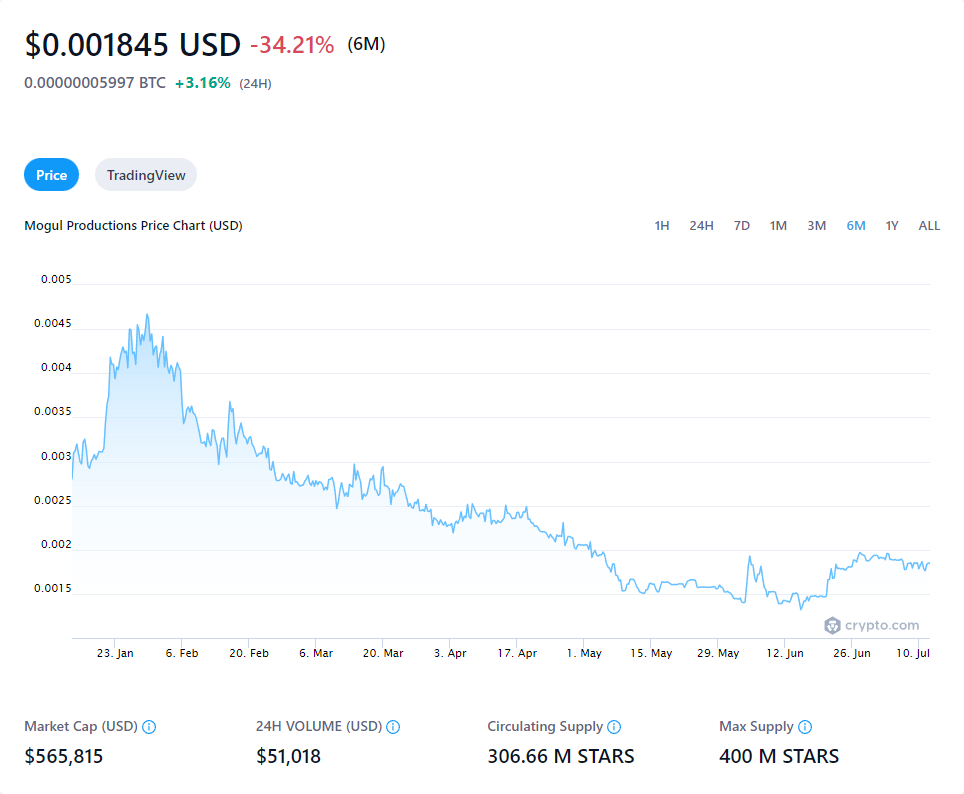 $0.001845 USD -34.21% (6M)
0.00000005997 BTC +3.16% (24H)
Price TradingView
Mogul Productions Price Chart (USD) 1H 24H 7D 1M 3M 6M 1Y ALL
0.005
0.0045
0.004
0.0035
0.003
0.0025
0.002
0.0015
crypto.com
23. Jan 6. Feb 20. Feb 6. Mar 20. Mar 3. Apr 17. Apr 1. May 15. May 29. May 12. Jun 26. Jun 10. Jul
Market Cap (USD) 24H VOLUME (USD) Circulating Supply Max Supply
$565,815 $51,018 306.66 M STARS 400 M STARS